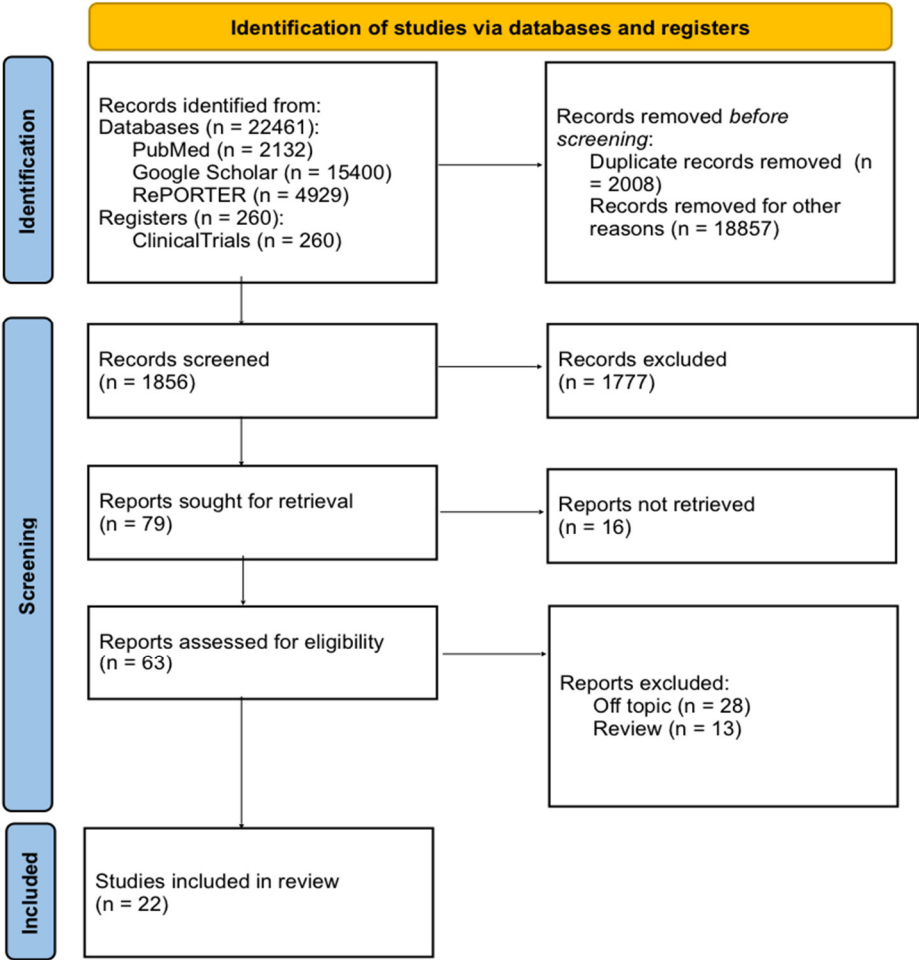 Identification of studies via databases and registers
Identification
Records identified from:
Databases (n = 22461):
PubMed (n = 2132)
Google Scholar (n = 15400)
RePORTER (n = 4929)
Registers (n = 260):
ClinicalTrials (n = 260)
Records removed before
screening:
Duplicate records removed (n
= 2008)
Records removed for other
reasons (n = 18857)
Screening
Records screened
(n = 1856)
Records excluded
(n = 1777)
Reports sought for retrieval
(n = 79)
Reports not retrieved
(n = 16)
Reports assessed for eligibility
(n = 63)
Reports excluded:
Off topic (n = 28)
Review (n = 13)
Included
Studies included in review
(n = 22)